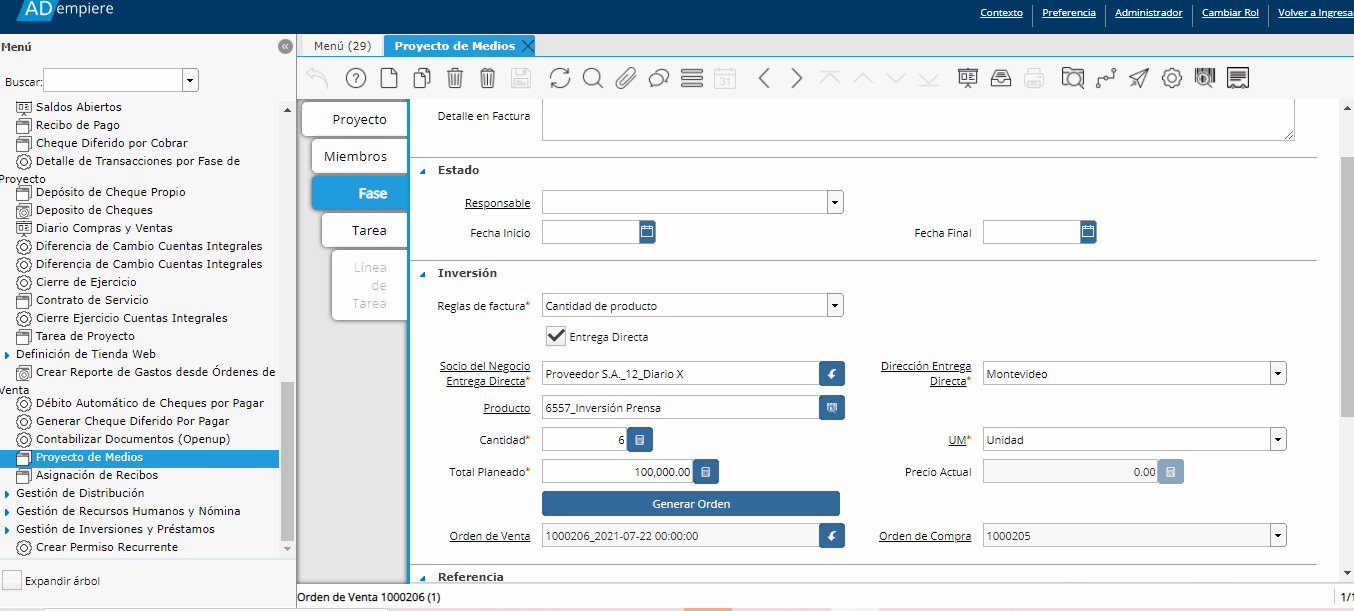 ADempiere
Contexto
Preferencia
Administrador
Cambiar Rol
Volver a Ingresa
Menú
Buscar:
Saldos Abiertos
Recibo de Pago
Cheque Diferido por Cobrar
Detalle de Transacciones por Fase de
Proyecto
Depósito de Cheque Propio
Deposito de Cheques
Diario Compras y Ventas
Diferencia de Cambio Cuentas Integrales
Diferencia de Cambio Cuentas Integrales
Cierre de Ejercicio
Contrato de Servicio
Cierre Ejercicio Cuentas Integrales
Tarea de Proyecto
Definición de Tienda Web
Crear Reporte de Gastos desde Órdenes de
Venta
Débito Automático de Cheques por Pagar
Generar Cheque Diferido Por Pagar
Contabilizar Documentos (Openup)
Proyecto de Medios
Asignación de Recibos
Gestión de Distribución
Gestión de Recursos Humanos y Nómina
Gestión de Inversiones y Préstamos
Crear Permiso Recurrente
Expandir árbol
Menú (29)
Proyecto de Medios
31
Proyecto
Miembros
Fase
Tarea
Línea
de
Tarea
Detalle en Factura
Estado
Responsable
Fecha Inicio
Fecha Final
Inversión
Reglas de factura* Cantidad de producto
Entrega Directa
Socio del Negocio
Entrega Directa* Proveedor S.A._12_Diario X
Dirección Entrega
Directa* Montevideo
Producto 6557_Inversión Prensa
Cantidad* 6
UM* Unidad
Total Planeado* 100,000.00
Precio Actual 0.00
Generar Orden
Orden de Venta 1000206_2021-07-22 00:00:00
Orden de Compra 1000205
Referencia
Orden de Venta 1000206 (1)
1/1